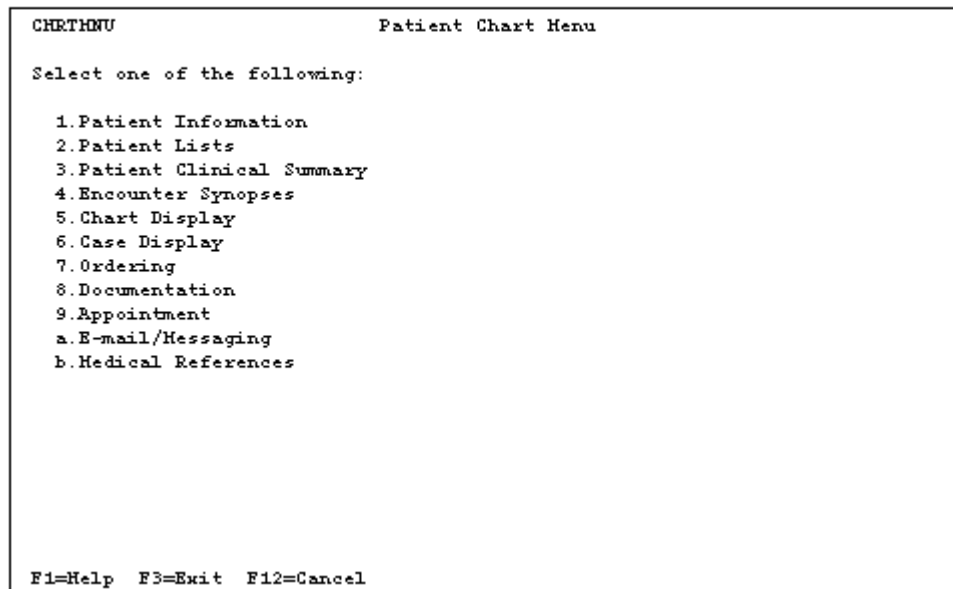 CHRTMNU Patient Chart Menu
Select one of the following:
1.Patient Information
2.Patient Lists
3.Patient Clinical Summary
4.Encounter Synopses
5.Chart Display
6.Case Display
7.Ordering
8.Documentation
9.Appointment
a.E-mail/Messaging
b.Medical References
F1=Help F3=Exit F12=Cancel